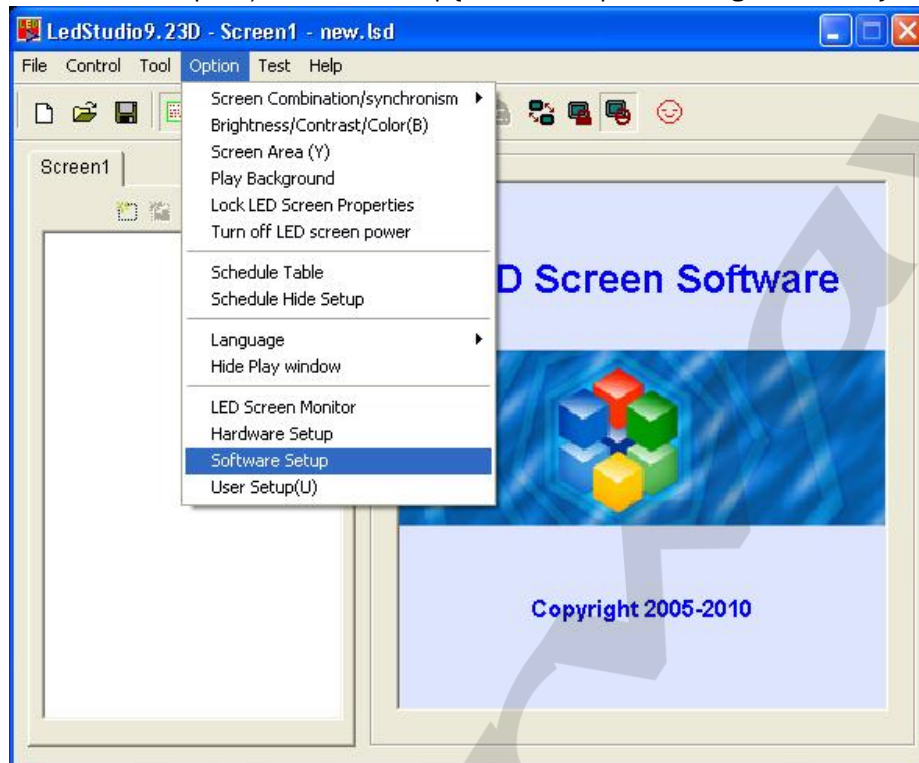 LedStudio9.23D - Screen1 - new.lsd
File Control Tool Option Test Help
Screen Combination/synchronism
Brightness/Contrast/Color(B)
Screen Area (Y)
Play Background
Lock LED Screen Properties
Turn off LED screen power
Schedule Table
Schedule Hide Setup
Language
Hide Play window
LED Screen Monitor
Hardware Setup
Software Setup
User Setup(U)
Screen1
D Screen Software
Copyright 2005-2010